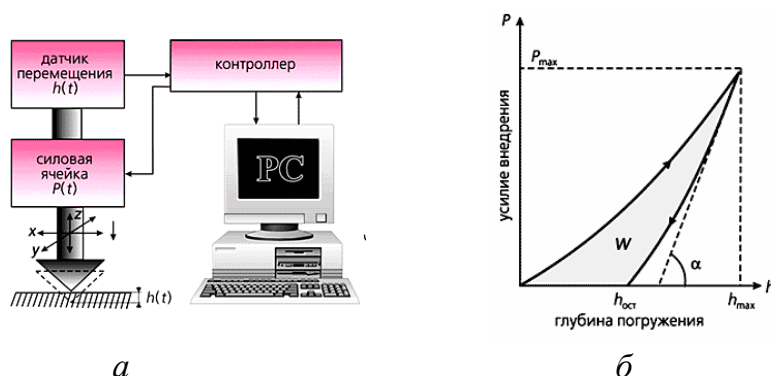 датчик
перемещения
h(t)
контроллер
силовая
ячейка
P(t)
PC
z
x
y
h(t)
а
P
Pmax
усилие внедрения
W
α
hост
hmax
h
глубина погружения
б